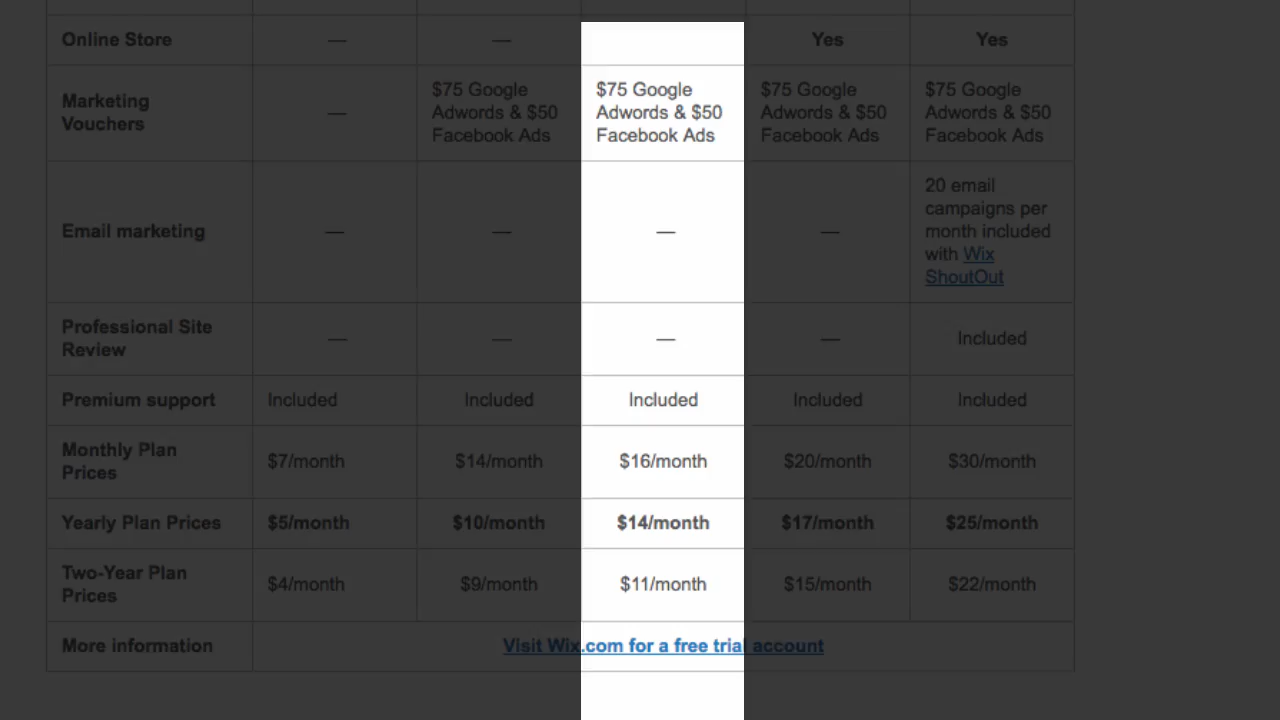 Online Store — — Yes Yes
Marketing Vouchers — $75 Google Adwords & $50 Facebook Ads $75 Google Adwords & $50 Facebook Ads $75 Google Adwords & $50 Facebook Ads $75 Google Adwords & $50 Facebook Ads
Email marketing — — — — 20 email campaigns per month included with Wix ShoutOut
Professional Site Review — — — — Included
Premium support Included Included Included Included Included
Monthly Plan Prices $7/month $14/month $16/month $20/month $30/month
Yearly Plan Prices $5/month $10/month $14/month $17/month $25/month
Two-Year Plan Prices $4/month $9/month $11/month $15/month $22/month
More information Visit Wix.com for a free trial account